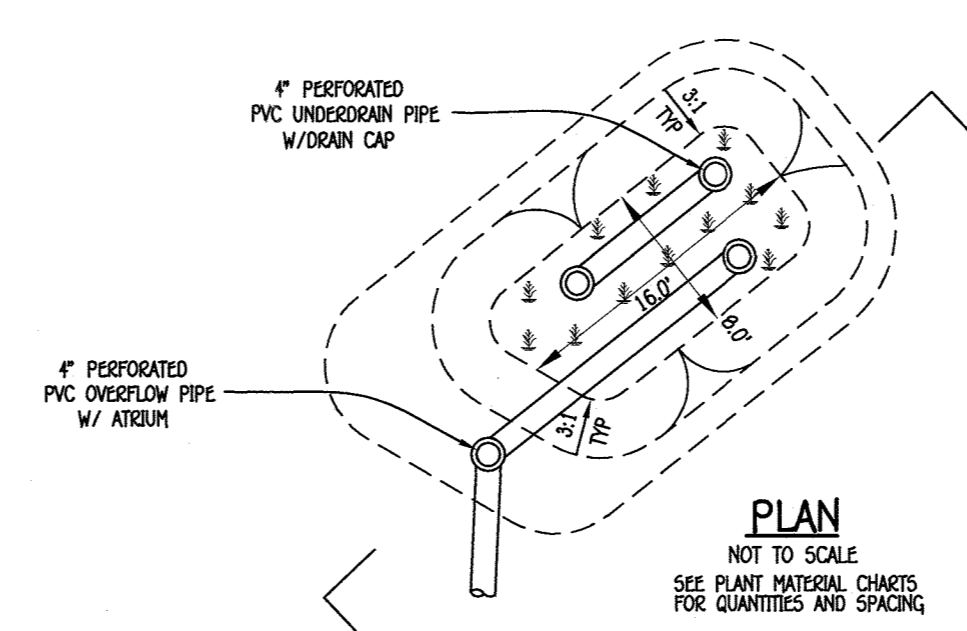 4" PERFORATED
PVC UNDERDRAIN PIPE
W/DRAIN CAP
3:1
TYP
16.0'
8.0'
4" PERFORATED
PVC OVERFLOW PIPE
W/ ATRIUM
3:1
TYP
PLAN
NOT TO SCALE
SEE PLANT MATERIAL CHARTS
FOR QUANTITIES AND SPACING